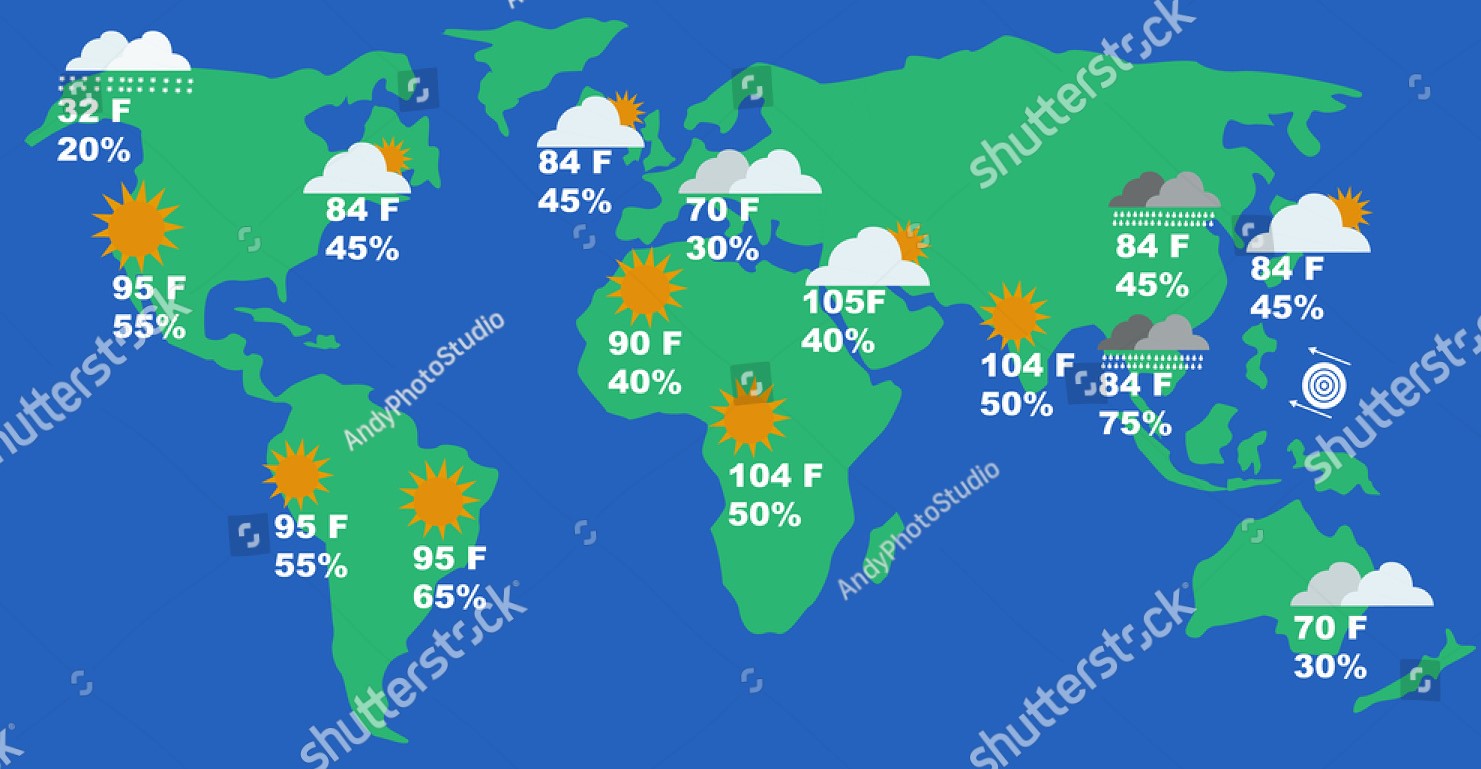 32 F
20%
95 F
55%
84 F
45%
84 F
45%
70 F
30%
90 F
40%
105F
40%
104 F
50%
104 F
50%
84 F
45%
84 F
75%
84 F
45%
95 F
55%
95 F
65%
70 F
30%
shutterstock
shutterstock
shutterstock
shutterstock
shutterstock
AndyPhotoStudio
AndyPhotoStudio